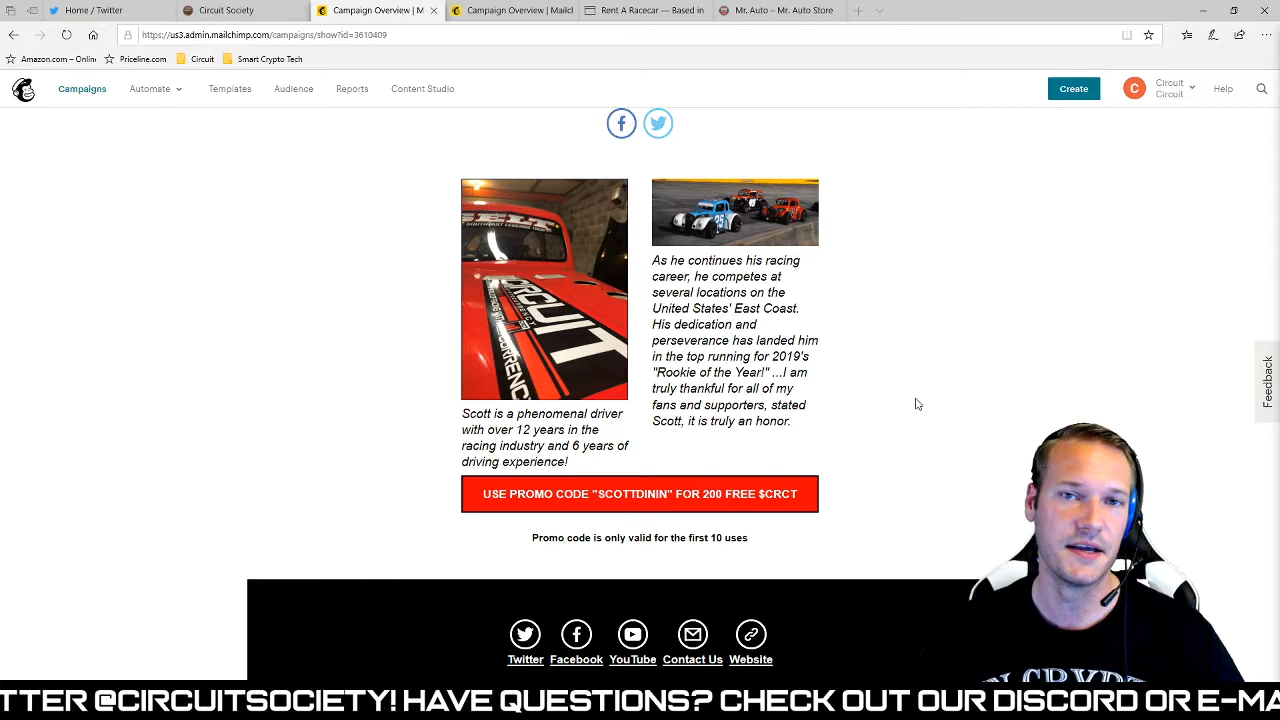 Home / Twitter
Circuit Society
Campaign Overview | M
Campaign Overview | Mailcl
Rent A Racecar — Based in
Mr. Auto – Mr. Auto Store
https://us3.admin.mailchimp.com/campaigns/show?id=3610409
Amazon.com – Onlin
Priceline.com
Circuit
Smart Crypto Tech
Campaigns
Automate
Templates
Audience
Reports
Content Studio
Create
C
Circuit
Circuit
Help
Feedback
SELT
SOUTHEAST LEGENDS TOUR
CIRCUIT
25
Scott is a phenomenal driver
with over 12 years in the
racing industry and 6 years of
driving experience!
As he continues his racing
career, he competes at
several locations on the
United States' East Coast.
His dedication and
perseverance has landed him
in the top running for 2019's
"Rookie of the Year!" ...I am
truly thankful for all of my
fans and supporters, stated
Scott, it is truly an honor.
USE PROMO CODE "SCOTTDININ" FOR 200 FREE $CRCT
Promo code is only valid for the first 10 uses
Twitter
Facebook
YouTube
Contact Us
Website
TTER @CIRCUITSOCIETY! HAVE QUESTIONS? CHECK OUT OUR DISCORD OR E-MA